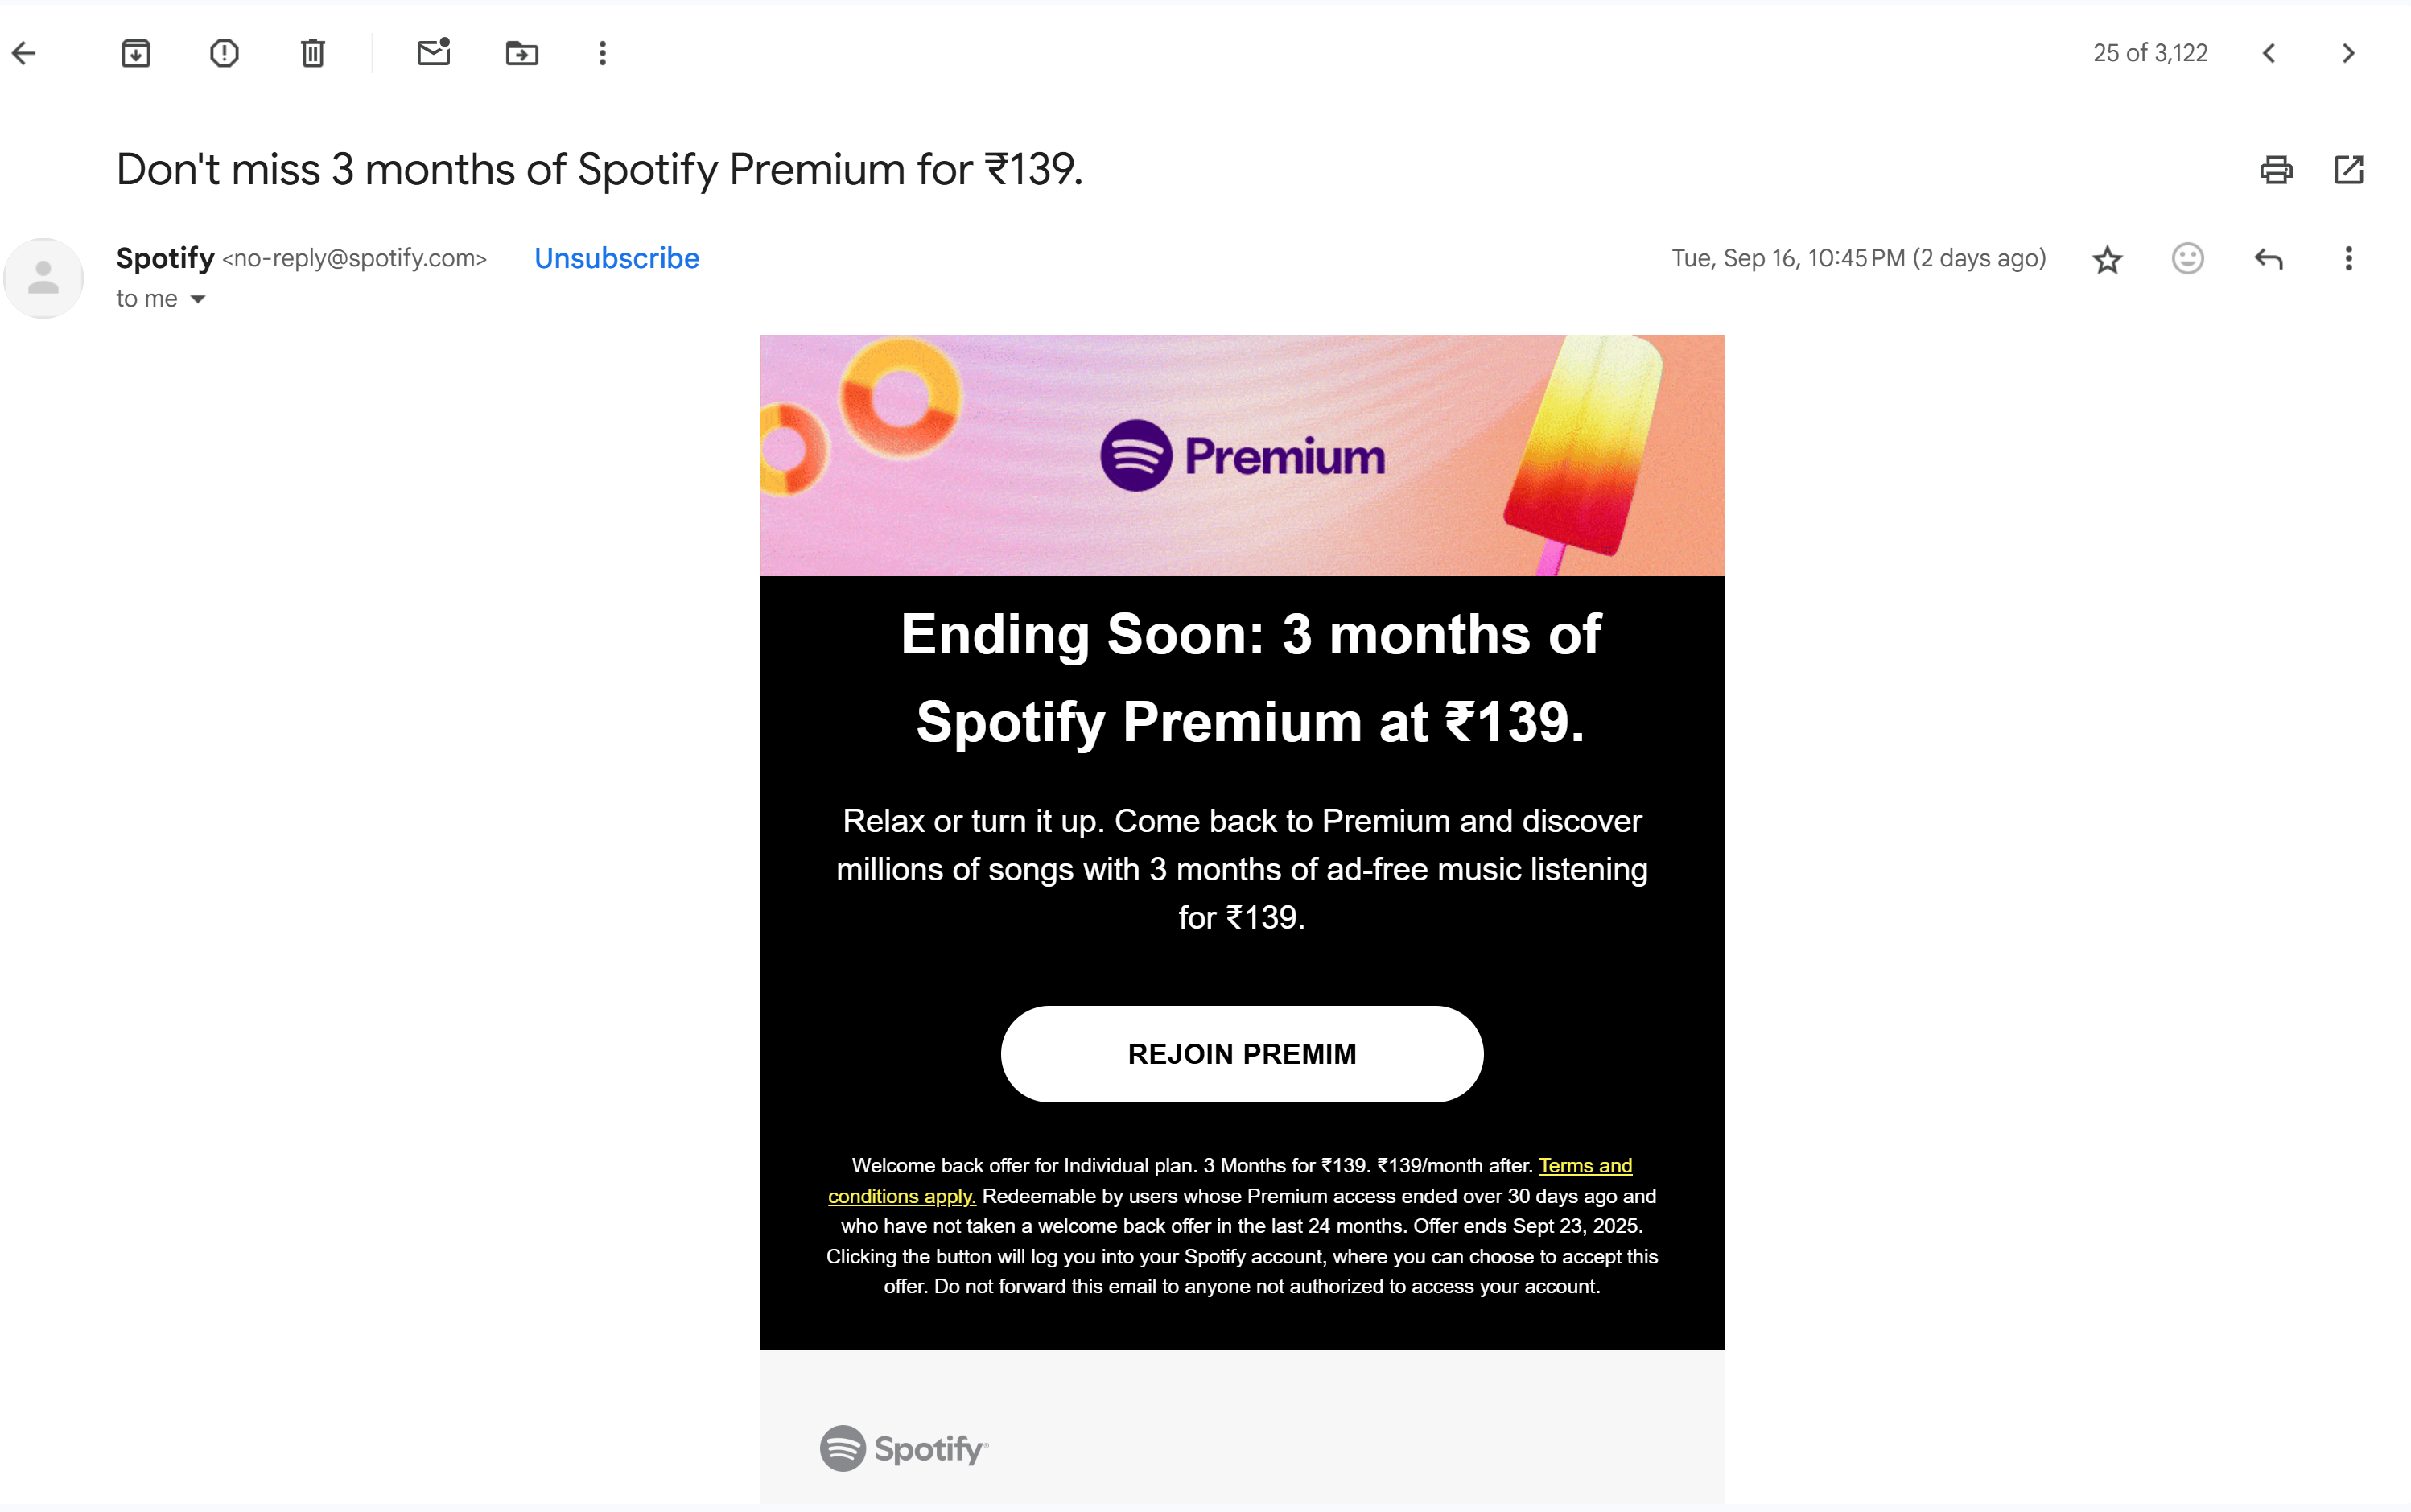 25 of 3,122
Don't miss 3 months of Spotify Premium for ₹139.
Spotify <no-reply@spotify.com> Unsubscribe
Tue, Sep 16, 10:45 PM (2 days ago)
to me
Premium
Ending Soon: 3 months of
Spotify Premium at ₹139.
Relax or turn it up. Come back to Premium and discover
millions of songs with 3 months of ad-free music listening
for ₹139.
REJOIN PREMIM
Welcome back offer for Individual plan. 3 Months for ₹139. ₹139/month after. Terms and
conditions apply. Redeemable by users whose Premium access ended over 30 days ago and
who have not taken a welcome back offer in the last 24 months. Offer ends Sept 23, 2025.
Clicking the button will log you into your Spotify account, where you can choose to accept this
offer. Do not forward this email to anyone not authorized to access your account.
Spotify®